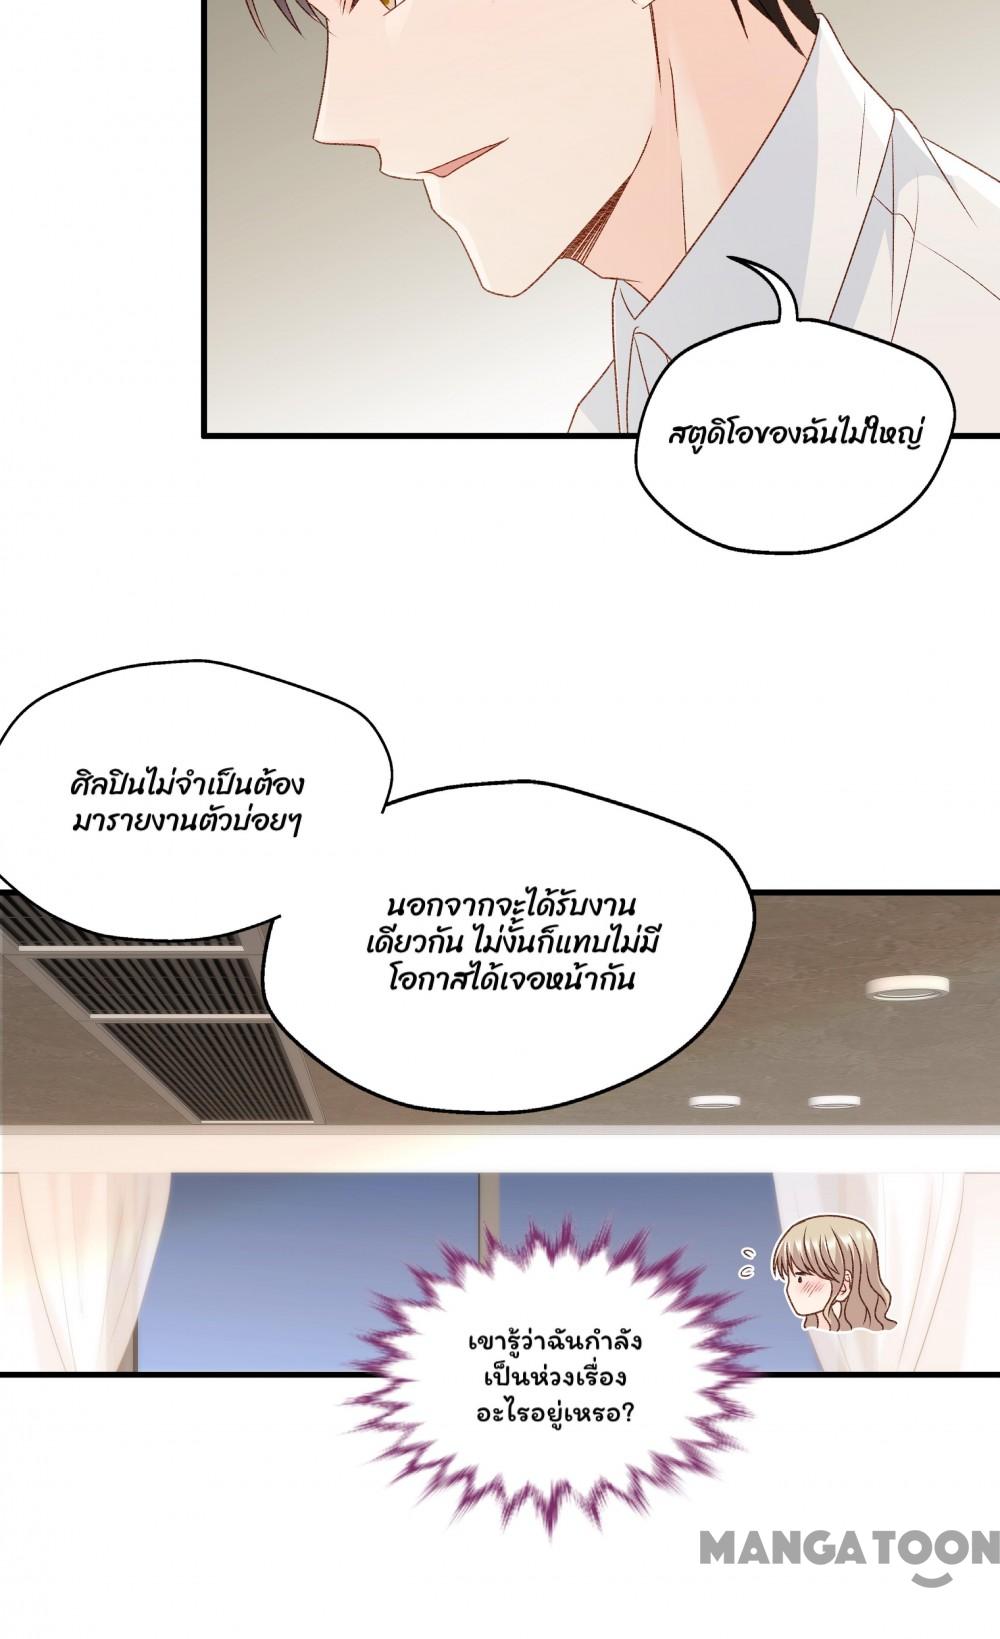 สตูดิโอของฉันไม่ใหญ่
ศิลปินไม่จำเป็นต้อง
มารายงานตัวบ่อยๆ
นอกจากจะได้รับงาน
เดียวกัน ไม่งั้นก็แทบไม่มี
โอกาสได้เจอหน้ากัน
เขารู้ว่าฉันกำลัง
เป็นห่วงเรื่อง
อะไรอยู่เหรอ?
MANGATOON